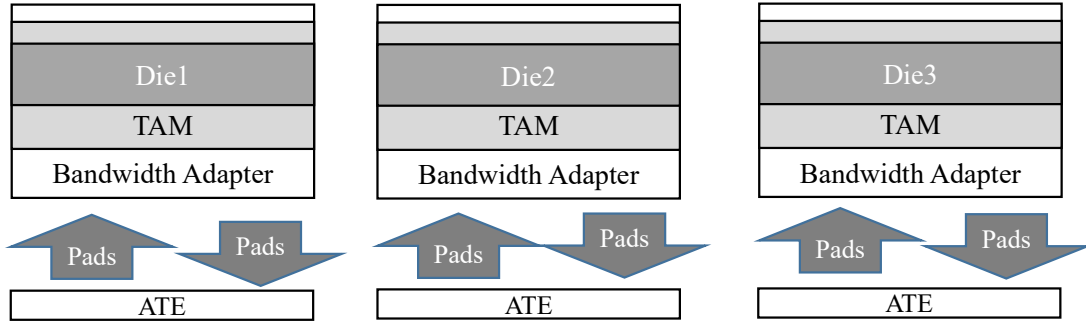 Die1
TAM
Bandwidth Adapter
Pads
Pads
ATE
Die2
TAM
Bandwidth Adapter
Pads
Pads
ATE
Die3
TAM
Bandwidth Adapter
Pads
Pads
ATE